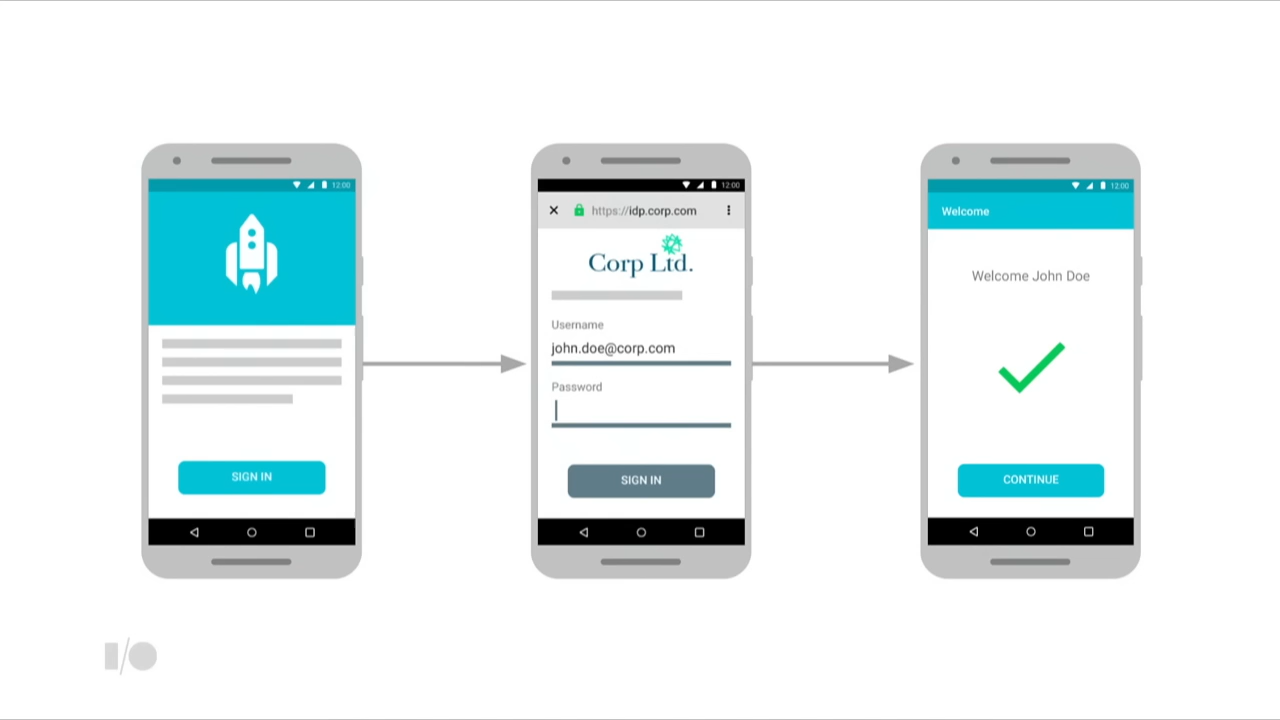 12:00
SIGN IN
12:00
https://idp.corp.com
Corp Ltd.
Username
john.doe@corp.com
Password
SIGN IN
12:00
Welcome
Welcome John Doe
CONTINUE
I/O